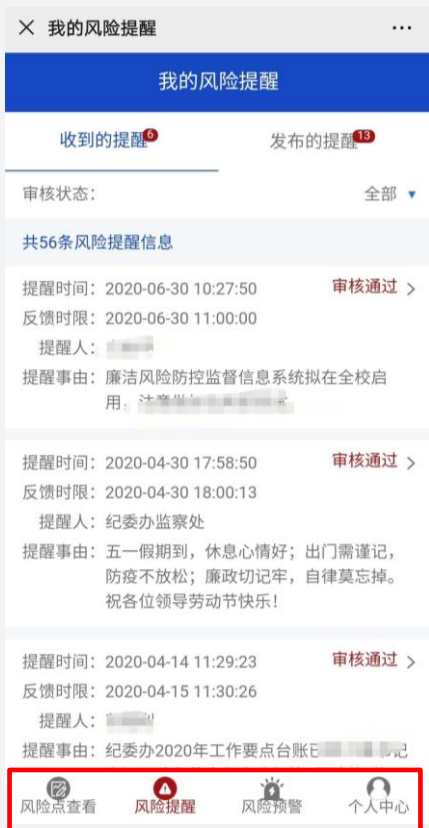 我的风险提醒
我的风险提醒
收到的提醒 6 发布的提醒 13
审核状态： 全部
共56条风险提醒信息
提醒时间：2020-06-30 10:27:50 审核通过
反馈时限：2020-06-30 11:00:00
提醒人：
提醒事由：廉洁风险防控监督信息系统拟在全校启
用，
提醒时间：2020-04-30 17:58:50 审核通过
反馈时限：2020-04-30 18:00:13
提醒人：纪委办监察处
提醒事由：五一假期到，休息心情好；出门需谨记，
防疫不放松；廉政切记牢，自律莫忘掉。
祝各位领导劳动节快乐！
提醒时间：2020-04-14 11:29:23 审核通过
反馈时限：2020-04-15 11:30:26
提醒人：
提醒事由：纪委办2020年工作要点台账已
风险点查看 风险提醒 风险预警 个人中心